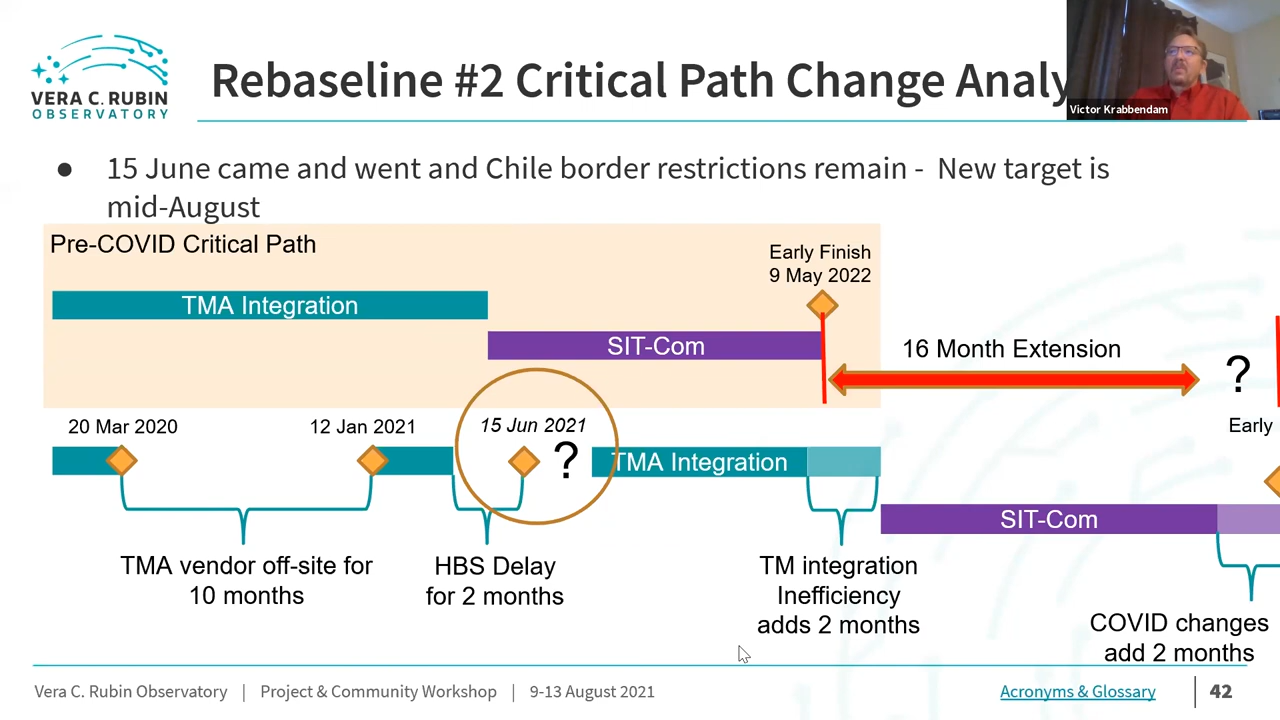 VERA C. RUBIN
OBSERVATORY
Rebaseline #2 Critical Path Change Analy
Victor Krabbendam
● 15 June came and went and Chile border restrictions remain - New target is
mid-August
Pre-COVID Critical Path
Early Finish
9 May 2022
TMA Integration
SIT-Com
16 Month Extension
?
20 Mar 2020
12 Jan 2021
15 Jun 2021
Early
?
TMA Integration
SIT-Com
TMA vendor off-site for
10 months
HBS Delay
for 2 months
TM integration
Inefficiency
adds 2 months
COVID changes
add 2 months
Vera C. Rubin Observatory | Project & Community Workshop | 9-13 August 2021
Acronyms & Glossary
42